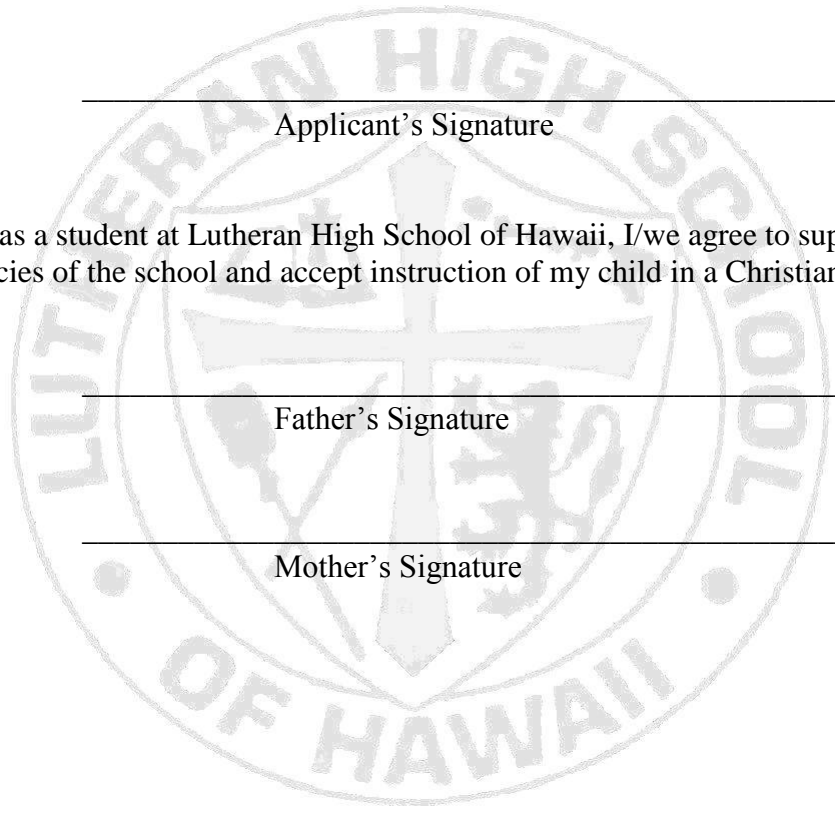 Applicant’s Signature
as a student at Lutheran High School of Hawaii, I/we agree to sup
cies of the school and accept instruction of my child in a Christian
Father’s Signature
Mother’s Signature
LUTHERAN HIGH SCHOOL
OF HAWAII